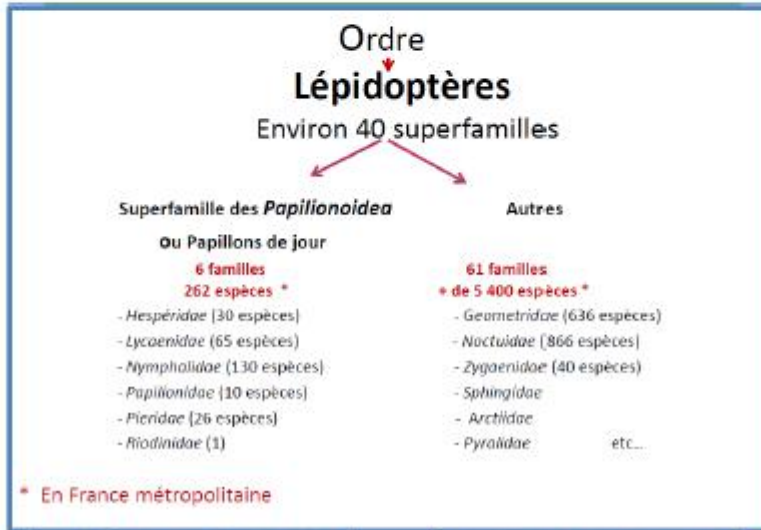 Ordre
Lépidoptères
Environ 40 superfamilles
Superfamille des Papilionoidea
Ou Papillons de jour
6 familles
262 espèces *
- Hespéridae (30 espèces)
- Lycaenidae (65 espèces)
- Nymphalidae (130 espèces)
- Papilionidae (10 espèces)
- Pieridae (26 espèces)
- Riodinidae (1)
Autres
61 familles
+ de 5 400 espèces *
- Geometridae (636 espèces)
- Noctuidae (866 espèces)
- Zygaenidae (40 espèces)
- Sphingidae
- Arctiidae
- Pyralidae etc...
* En France métropolitaine